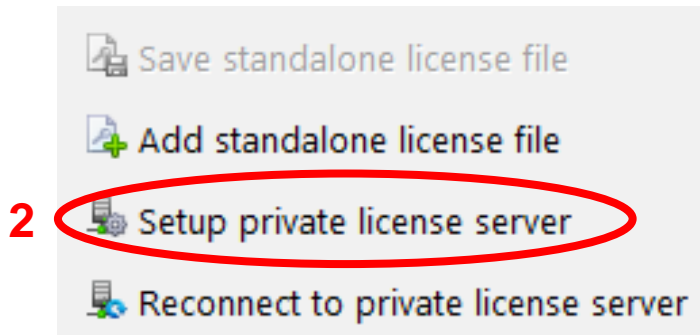 Save standalone license file
Add standalone license file
2 Setup private license server
Reconnect to private license server